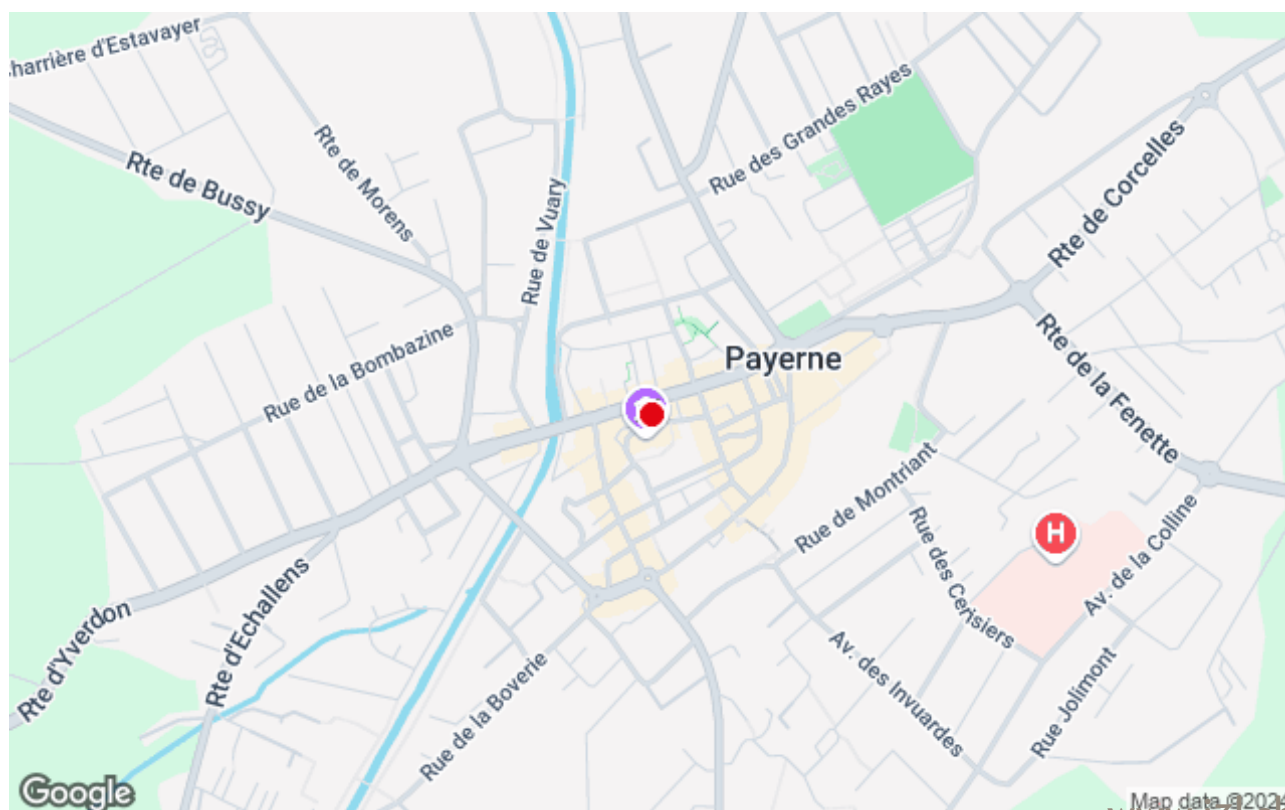 harrière d'Estavayer
Rte de Morens
Rte de Bussy
Rue de Vuary
Rue des Grandes Rayes
Rte de Corcelles
Rue de la Bombazine
Payerne
Rte de la Fenette
Rue de Montriant
Rue des Cerisiers
H
Av. de la Colline
Rte d'Echallens
Rte d'Yverdon
Rue de la Boverie
Av. des Invuardes
Rue Jolimont
Google
Map data ©202